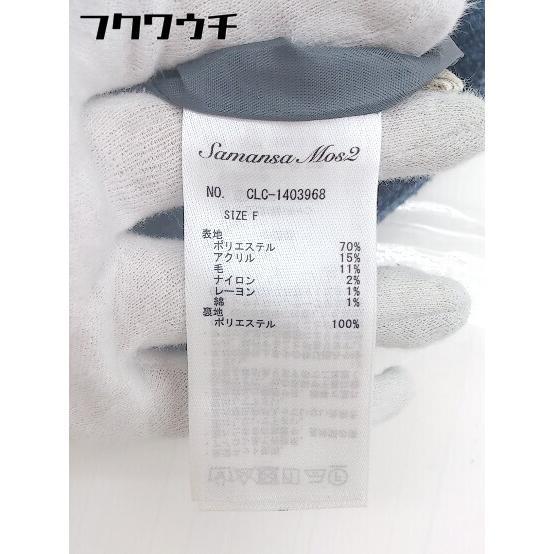 フクワウチ
Samansa Mos2
NO. CLC-1403968
SIZE F
表地
ポリエステル 70%
アクリル 15%
毛 11%
ナイロン 2%
レーヨン 1%
綿 1%
裏地
ポリエステル 100%